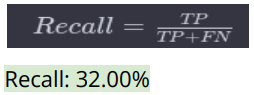 Recall = TP / TP+FN
Recall: 32.00%